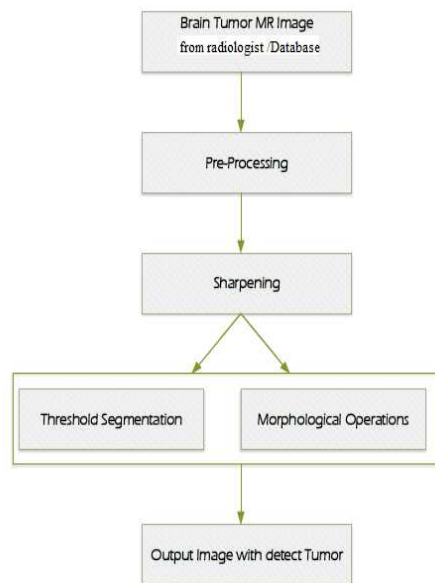 Brain Tumor MR Image
from radiologist /Database
Pre-Processing
Sharpening
Threshold Segmentation
Morphological Operations
Output Image with detect Tumor